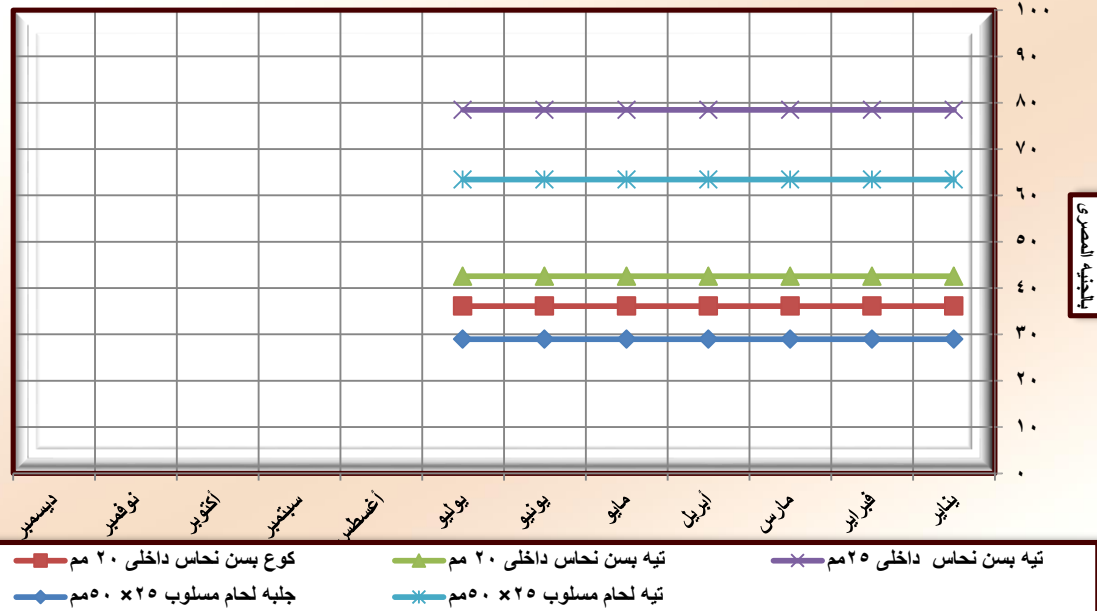 ١٠٠
٩٠
٨٠
٧٠
٦٠
٥٠
٤٠
٣٠
٢٠
١٠
٠
بالجنيه المصرى
يناير
فبراير
مارس
أبريل
مايو
يونيو
يوليو
أغسطس
سبتمبر
أكتوبر
نوفمبر
ديسمبر
كوع بسن نحاس داخلى ٢٠ مم
تيه بسن نحاس داخلى ٢٠ مم
تيه بسن نحاس داخلى ٢٥مم
جلبه لحام مسلوب ٢٥× ٥٠مم
تيه لحام مسلوب ٢٥× ٥٠مم